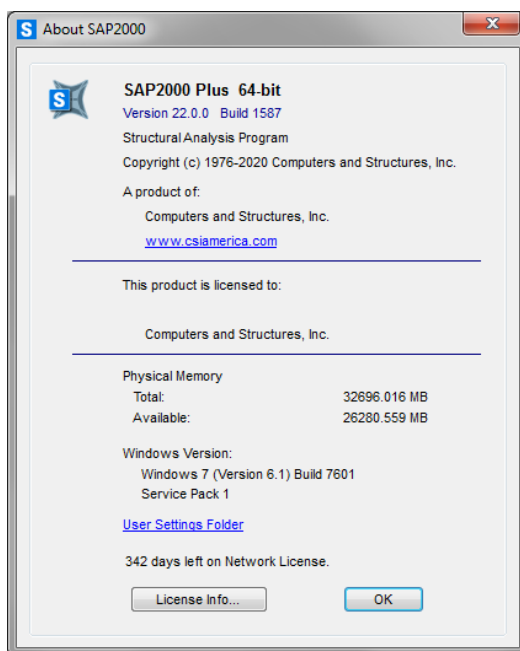 S About SAP2000
S
SAP2000 Plus 64-bit
Version 22.0.0 Build 1587
Structural Analysis Program
Copyright (c) 1976-2020 Computers and Structures, Inc.
A product of:
Computers and Structures, Inc.
www.csiamerica.com
This product is licensed to:
Computers and Structures, Inc.
Physical Memory
Total: 32696.016 MB
Available: 26280.559 MB
Windows Version:
Windows 7 (Version 6.1) Build 7601
Service Pack 1
User Settings Folder
342 days left on Network License.
License Info... OK